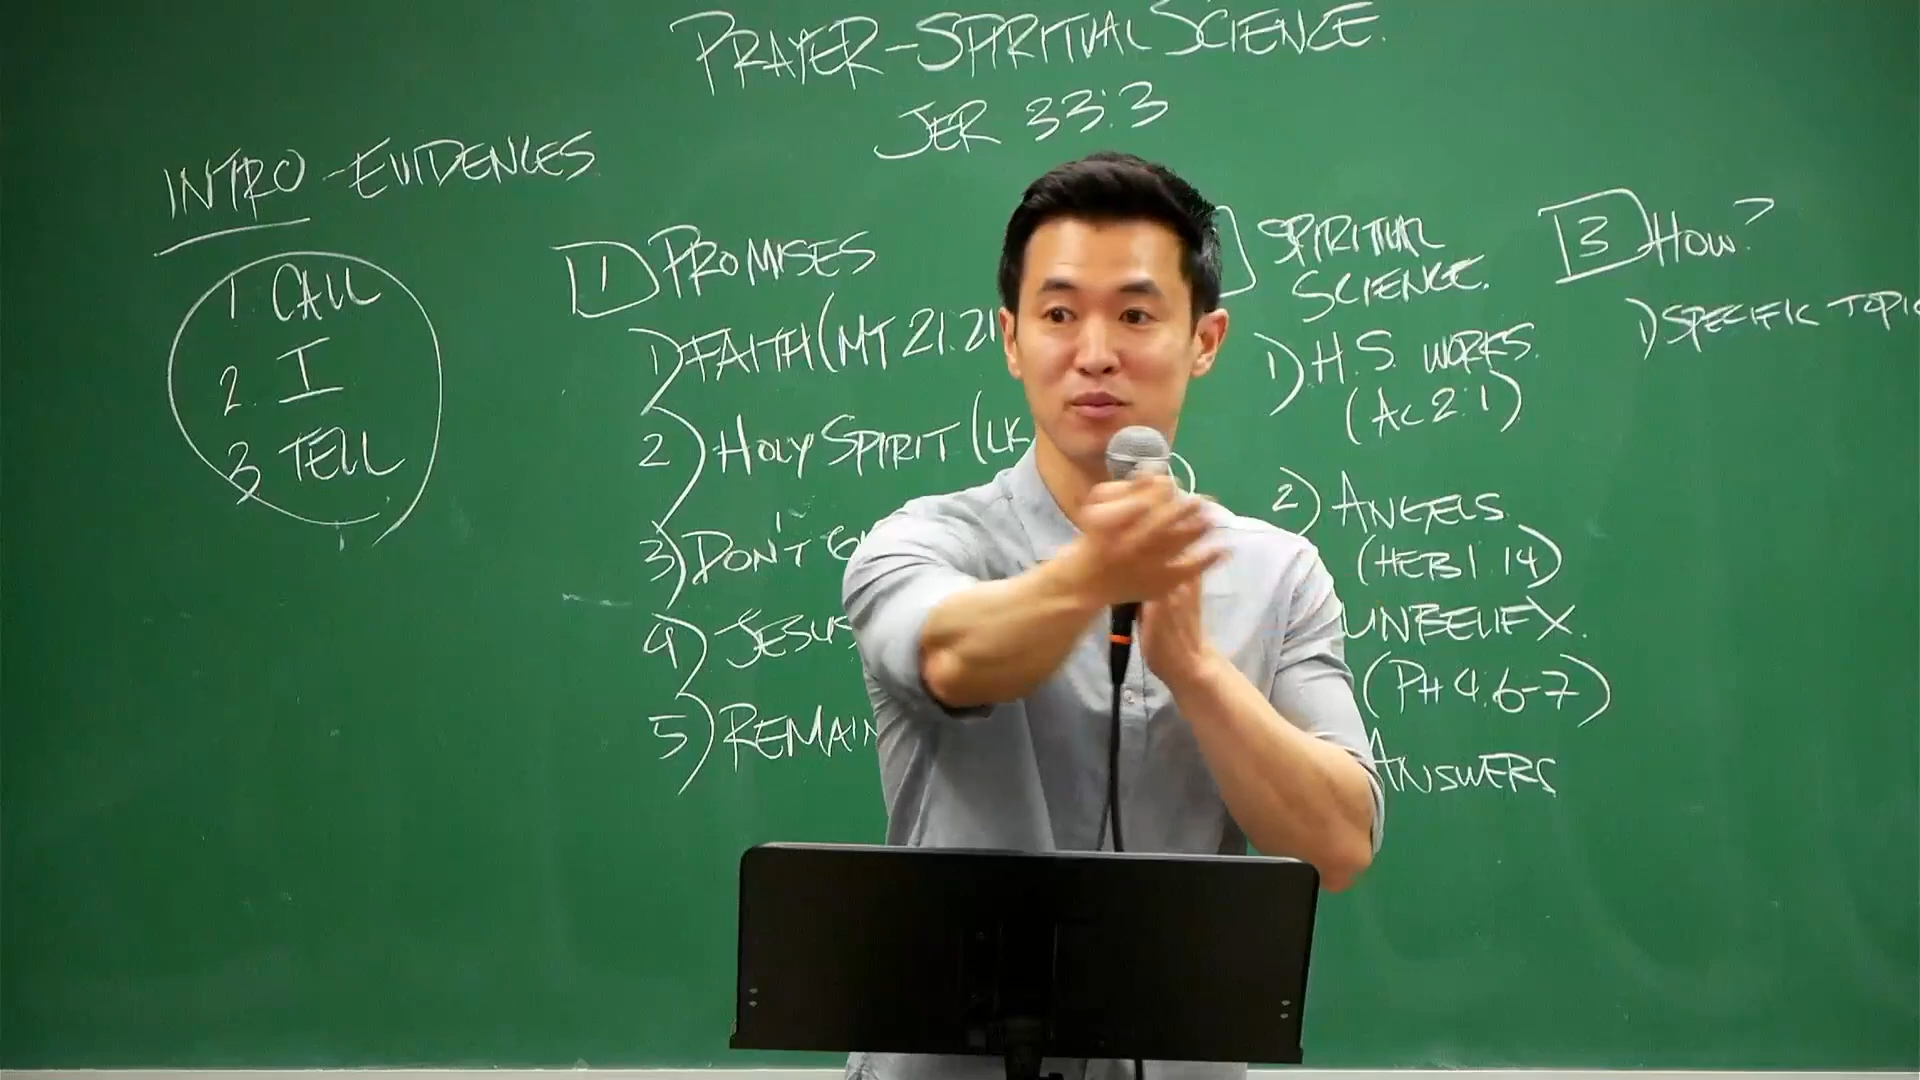 PRAYER-SPIRITUAL SCIENCE.
JER 33:3
INTRO-EVIDENCES
1. CALL
2. I
3 TELL
1 PROMISES
1) FAITH (MT 21:21
2) HOLY SPIRIT (LK
3) DON'T
4) JESUS
5) REMAIN
SPIRITUAL
SCIENCE.
1) H.S. WORKS.
(AC 2:1)
2) ANGELS
(HEB 1:14)
UNBELIEF X.
(PH 4:6-7)
ANSWERS
3 HOW?
1) SPECIFIC TOPIC